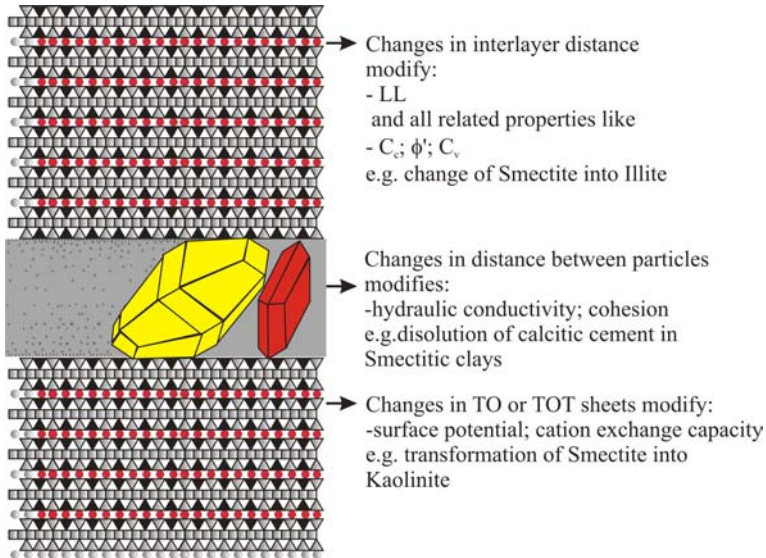 Changes in interlayer distance
modify:
- LL
and all related properties like
- Cc; ϕ'; Cv
e.g. change of Smectite into Illite
Changes in distance between particles
modifies:
-hydraulic conductivity; cohesion
e.g.disolution of calcitic cement in
Smectitic clays
Changes in TO or TOT sheets modify:
-surface potential; cation exchange capacity
e.g. transformation of Smectite into
Kaolinite